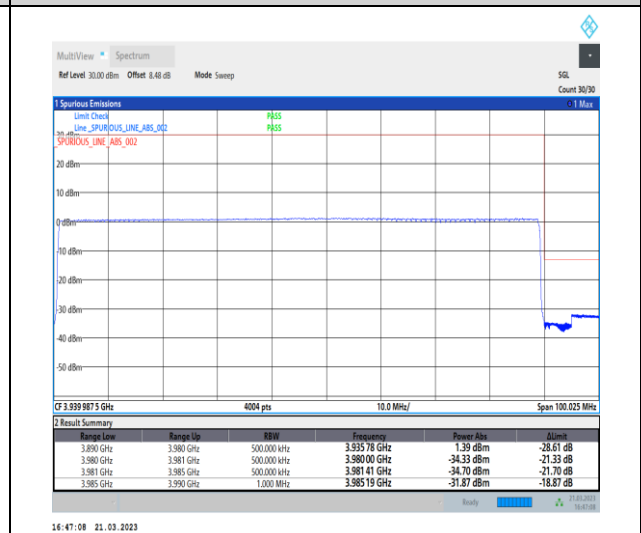 MultiView Spectrum
Ref Level 30.00 dBm Offset 8.48 dB Mode Sweep SGL
Count 30/30
1 Spurious Emissions 1 Max
Limit Check PASS
Line _SPURIOUS_LINE_ABS_002 PASS
30 dBm
_SPURIOUS_LINE_ABS_002
20 dBm
10 dBm
0 dBm
-10 dBm
-20 dBm
-30 dBm
-40 dBm
-50 dBm
CF 3.939 987 5 GHz 4004 pts 10.0 MHz/ Span 100.025 MHz
2 Result Summary
Range Low Range Up RBW Frequency Power Abs ΔLimit
3.890 GHz 3.980 GHz 500.000 kHz 3.935 78 GHz 1.39 dBm -28.61 dB
3.980 GHz 3.981 GHz 500.000 kHz 3.980 00 GHz -34.33 dBm -21.33 dB
3.981 GHz 3.985 GHz 500.000 kHz 3.981 41 GHz -34.70 dBm -21.70 dB
3.985 GHz 3.990 GHz 1.000 MHz 3.985 19 GHz -31.87 dBm -18.87 dB
Ready 21.03.2023
16:47:08
16:47:08 21.03.2023